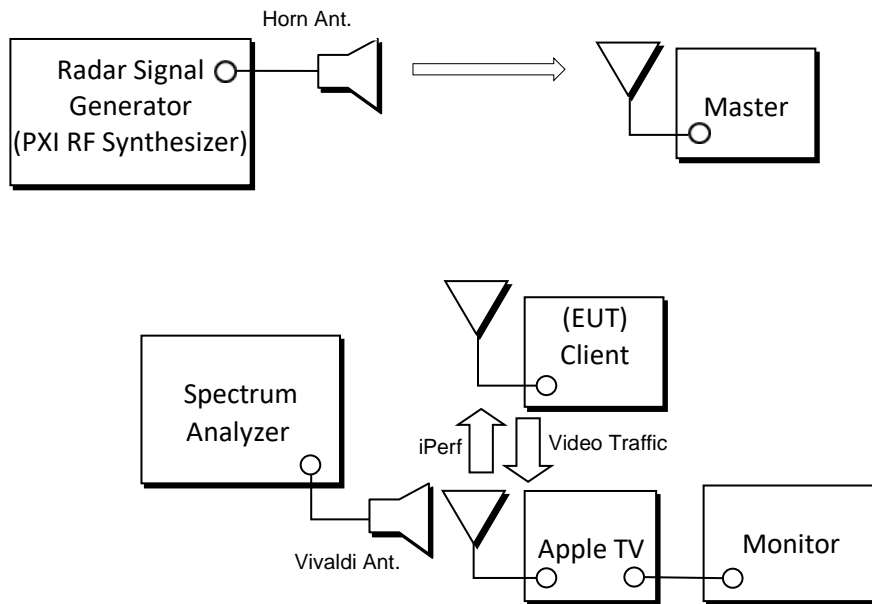 Horn Ant.
Radar Signal
Generator
(PXI RF Synthesizer)
Master
(EUT)
Client
Spectrum
Analyzer
iPerf
Video Traffic
Vivaldi Ant.
Apple TV
Monitor